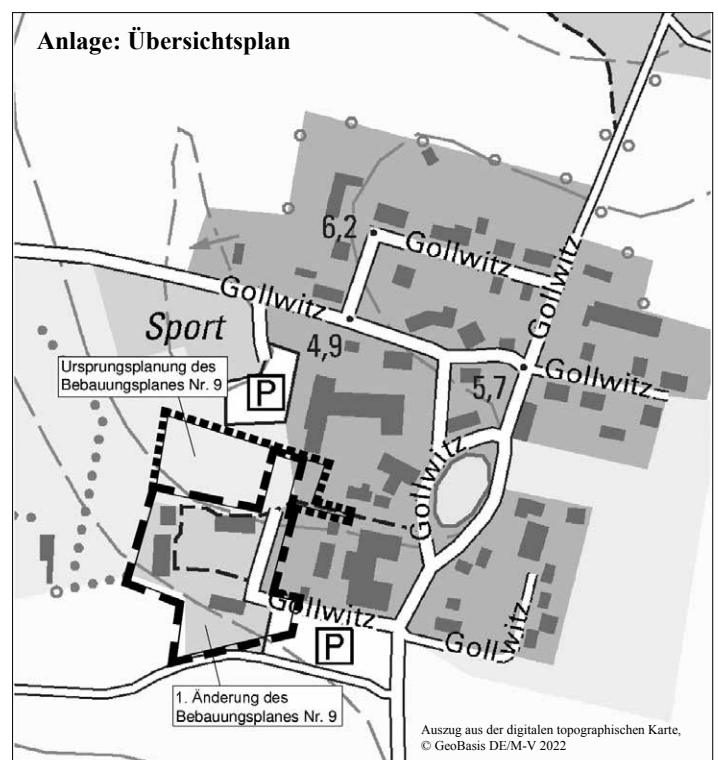 Anlage: Übersichtsplan
6,2
Gollwitz
Gollwitz
Gollwitz
Sport
4,9
Ursprungsplanung des
Bebauungsplanes Nr. 9
P
5,7
Gollwitz
Gollwitz
Gollwitz
P
Gollwitz
1. Änderung des
Bebauungsplanes Nr. 9
Auszug aus der digitalen topographischen Karte,
© GeoBasis DE/M-V 2022